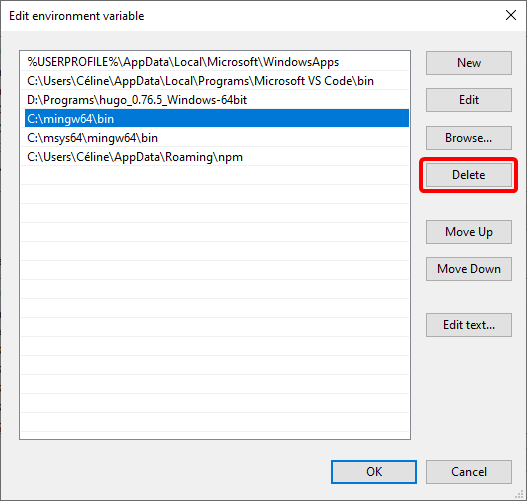 Edit environment variable
%USERPROFILE%\AppData\Local\Microsoft\WindowsApps
C:\Users\Céline\AppData\Local\Programs\Microsoft VS Code\bin
D:\Programs\hugo_0.76.5_Windows-64bit
C:\mingw64\bin
C:\msys64\mingw64\bin
C:\Users\Céline\AppData\Roaming\npm
New
Edit
Browse...
Delete
Move Up
Move Down
Edit text...
OK
Cancel